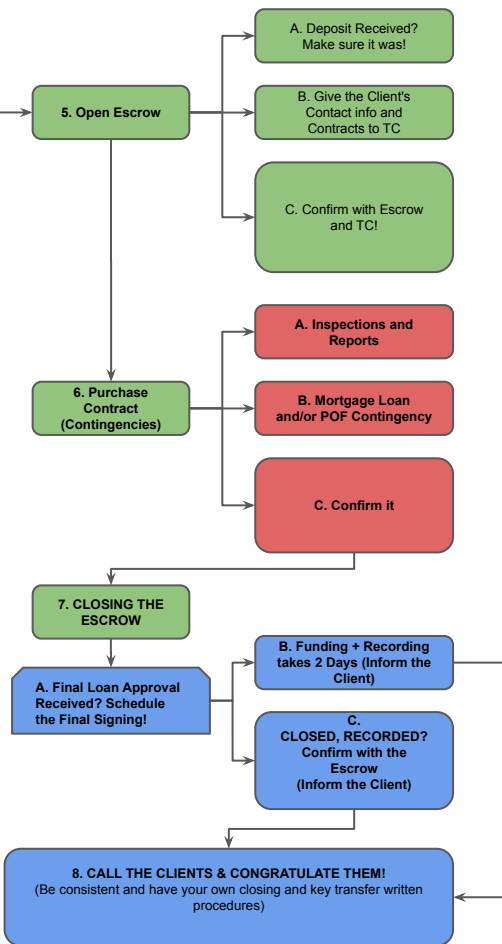 A. Deposit Received?
Make sure it was!
5. Open Escrow
B. Give the Client's
Contact info and
Contracts to TC
C. Confirm with Escrow
and TC!
A. Inspections and
Reports
6. Purchase
Contract
(Contingencies)
B. Mortgage Loan
and/or POF Contingency
C. Confirm it
7. CLOSING THE
ESCROW
A. Final Loan Approval
Received? Schedule
the Final Signing!
B. Funding + Recording
takes 2 Days (Inform the
Client)
C.
CLOSED, RECORDED?
Confirm with the
Escrow
(Inform the Client)
8. CALL THE CLIENTS & CONGRATULATE THEM!
(Be consistent and have your own closing and key transfer written
procedures)